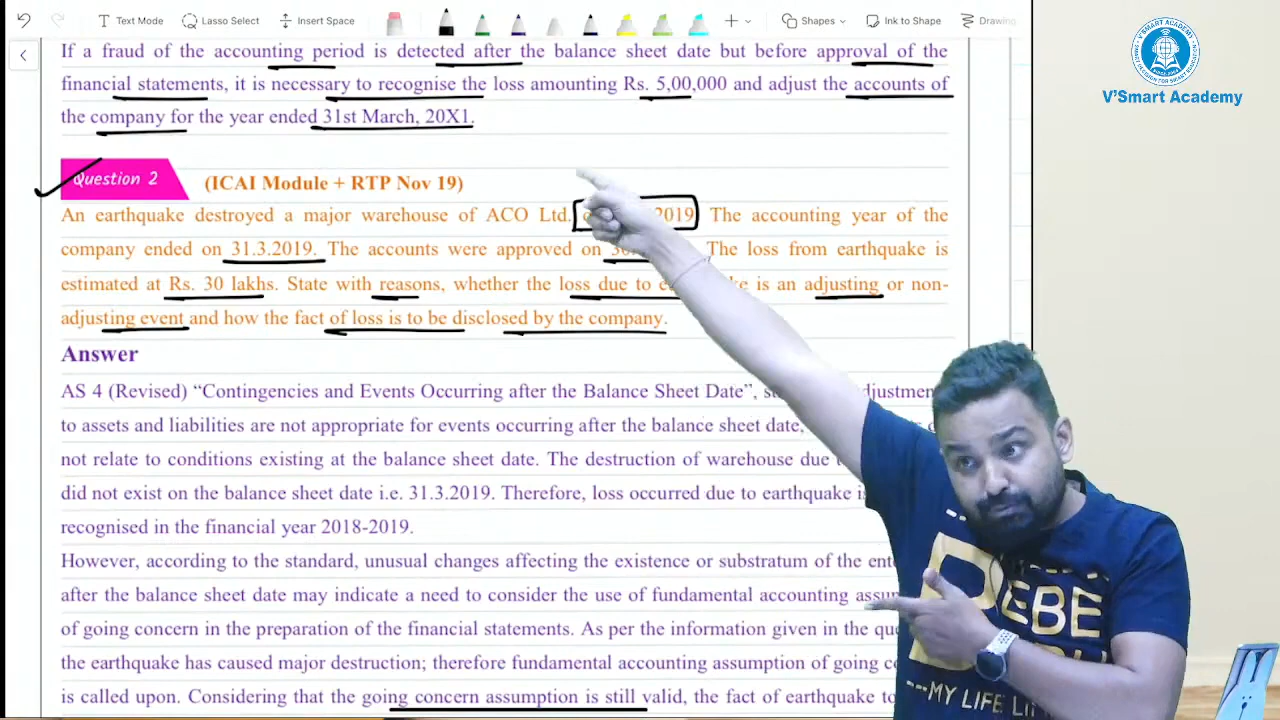 Text Mode
Lasso Select
Insert Space
Shapes
Ink to Shape
Drawing
V'SMART ACADEMY
V'Smart Academy
If a fraud of the accounting period is detected after the balance sheet date but before approval of the
financial statements, it is necessary to recognise the loss amounting Rs. 5,00,000 and adjust the accounts of
the company for the year ended 31st March, 20X1.
Question 2
(ICAI Module + RTP Nov 19)
An earthquake destroyed a major warehouse of ACO Ltd. 2019 The accounting year of the
company ended on 31.3.2019. The accounts were approved on The loss from earthquake is
estimated at Rs. 30 lakhs. State with reasons, whether the loss due to is an adjusting or non-
adjusting event and how the fact of loss is to be disclosed by the company.
Answer
AS 4 (Revised) “Contingencies and Events Occurring after the Balance Sheet Date”,
to assets and liabilities are not appropriate for events occurring after the balance sheet date,
not relate to conditions existing at the balance sheet date. The destruction of warehouse due
did not exist on the balance sheet date i.e. 31.3.2019. Therefore, loss occurred due to earthquake
recognised in the financial year 2018-2019.
However, according to the standard, unusual changes affecting the existence or substratum of the
after the balance sheet date may indicate a need to consider the use of fundamental accounting
of going concern in the preparation of the financial statements. As per the information given in the
the earthquake has caused major destruction; therefore fundamental accounting assumption of going
is called upon. Considering that the going concern assumption is still valid, the fact of earthquake
MY LIFE